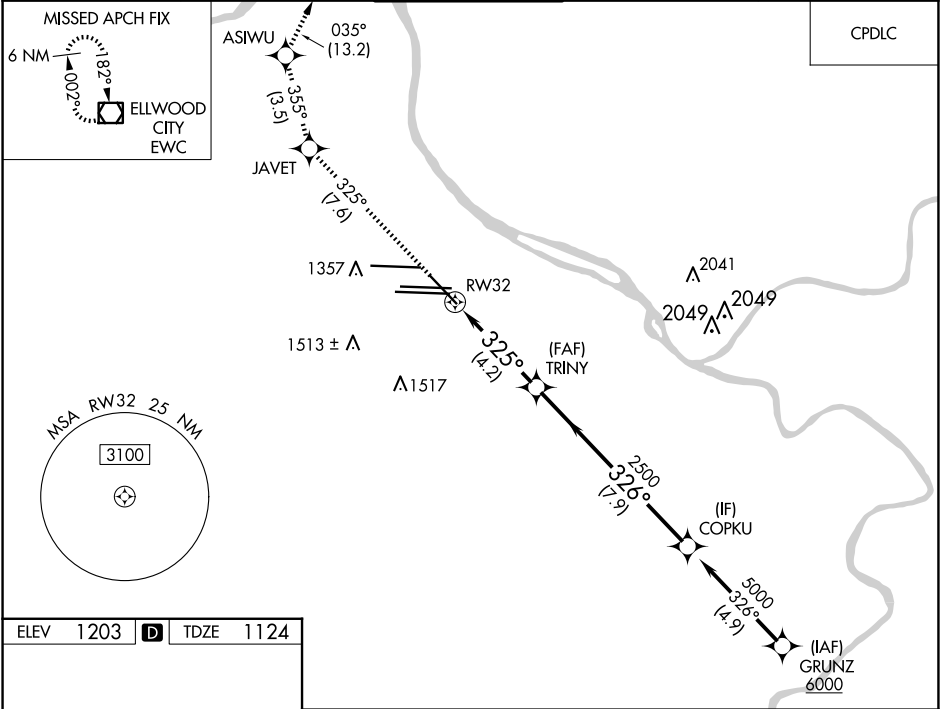 MISSED APCH FIX
6 NM
182°
002°
ELLWOOD
CITY
EWC
ASIWU
035°
(13.2)
CPDLC
355°
(3.5)
JAVET
325°
(7.6)
1357
RW32
2041
2049
2049
1513 ±
325°
(4.2)
(FAF)
TRINY
1517
MSA RW32 25 NM
3100
2500
326°
(7.9)
(IF)
COPKU
5000
326°
(4.9)
(IAF)
GRUNZ
6000
ELEV 1203 D TDZE 1124